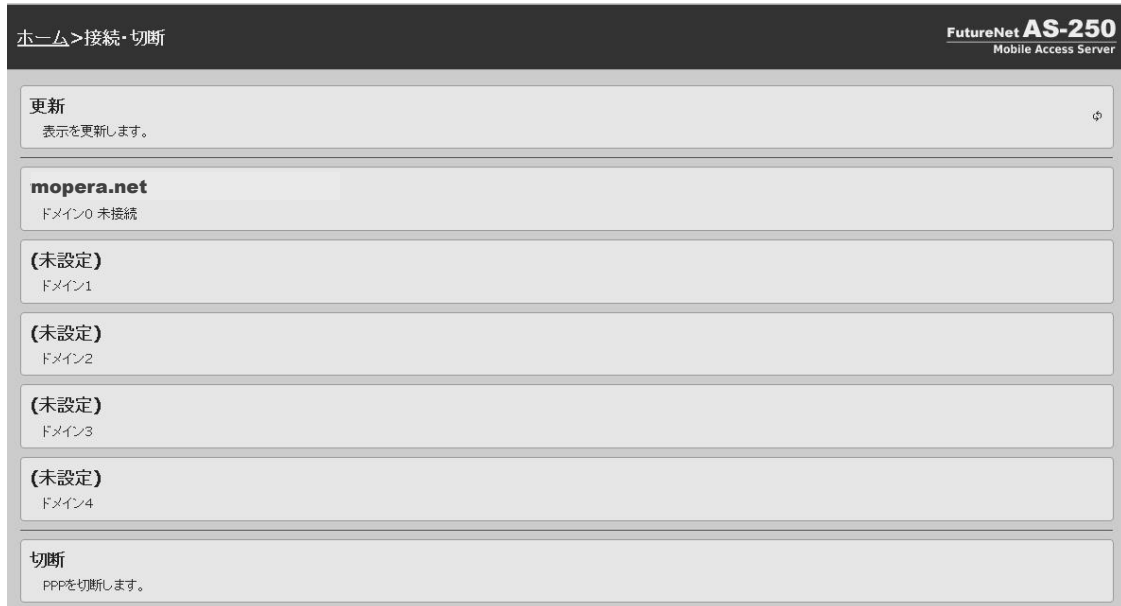 ホーム>接続・切断
FutureNet AS-250
Mobile Access Server
更新
表示を更新します。
mopera.net
ドメイン0 未接続
(未設定)
ドメイン1
(未設定)
ドメイン2
(未設定)
ドメイン3
(未設定)
ドメイン4
切断
PPPを切断します。